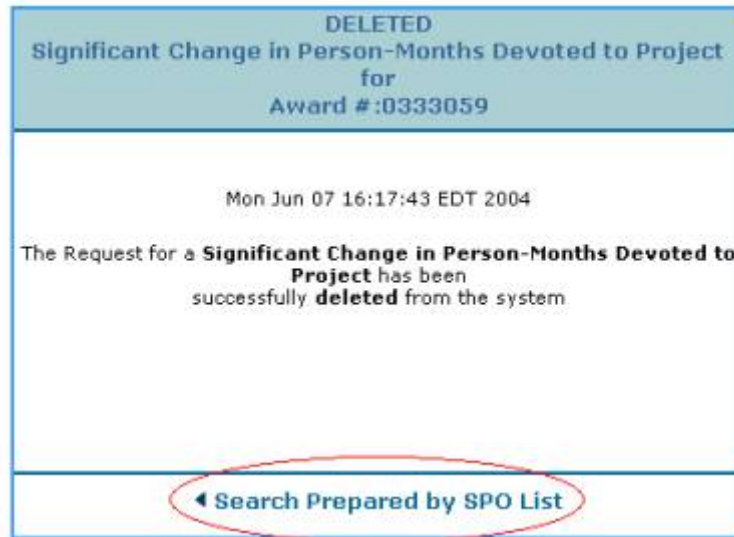 DELETED
Significant Change in Person-Months Devoted to Project
for
Award #:0333059
Mon Jun 07 16:17:43 EDT 2004
The Request for a Significant Change in Person-Months Devoted to
Project has been
successfully deleted from the system
Search Prepared by SPO List